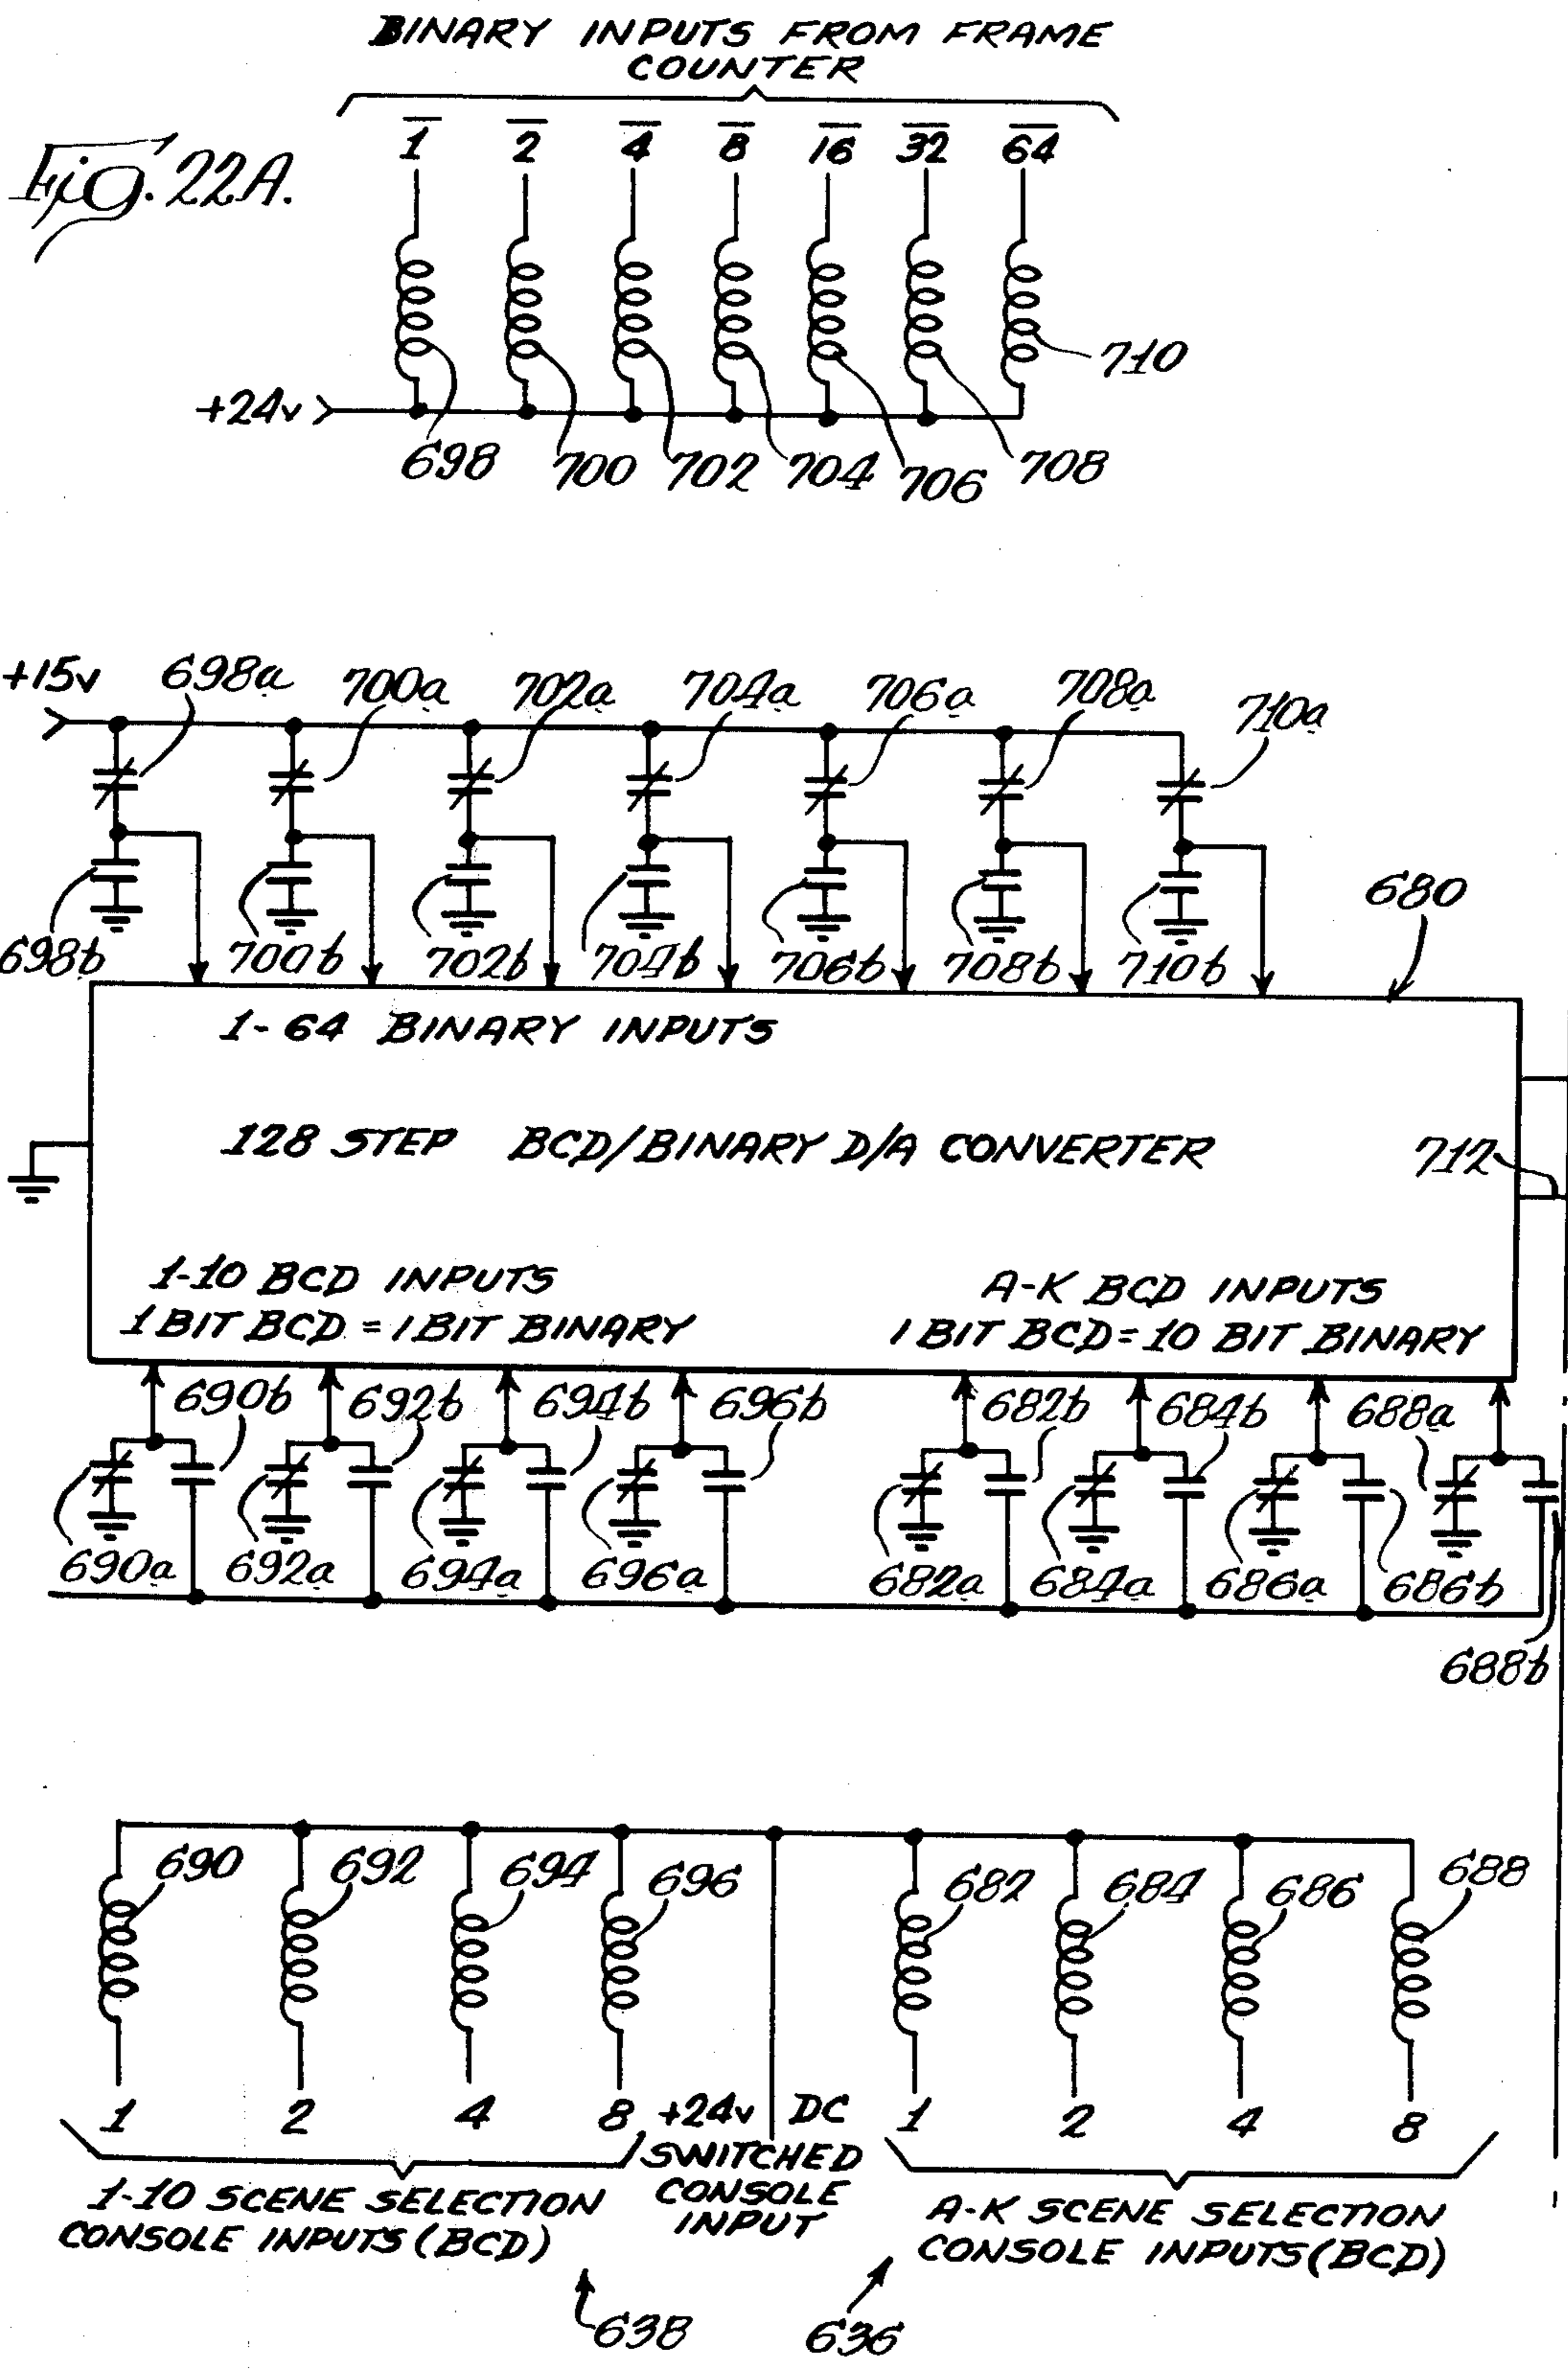 BINARY INPUTS FROM FRAME
COUNTER
Fig. 22A.
1 2 4 8 16 32 64
710
+24v
698 700 702 704 706 708
+15v 698a 700a 702a 704a 706a 708a 710a
680
698b 700b 702b 704b 706b 708b 710b
1-64 BINARY INPUTS
128 STEP BCD/BINARY D/A CONVERTER
712
1-10 BCD INPUTS
1 BIT BCD = 1 BIT BINARY
A-K BCD INPUTS
1 BIT BCD = 10 BIT BINARY
690b 692b 694b 696b 682b 684b 688a
690a 692a 694a 696a 682a 684a 686a 686b
688b
690 692 694 696 682 684 686 688
1 2 4 8 +24v DC 1 2 4 8
SWITCHED
CONSOLE
INPUT
1-10 SCENE SELECTION
CONSOLE INPUTS (BCD)
A-K SCENE SELECTION
CONSOLE INPUTS (BCD)
638 636